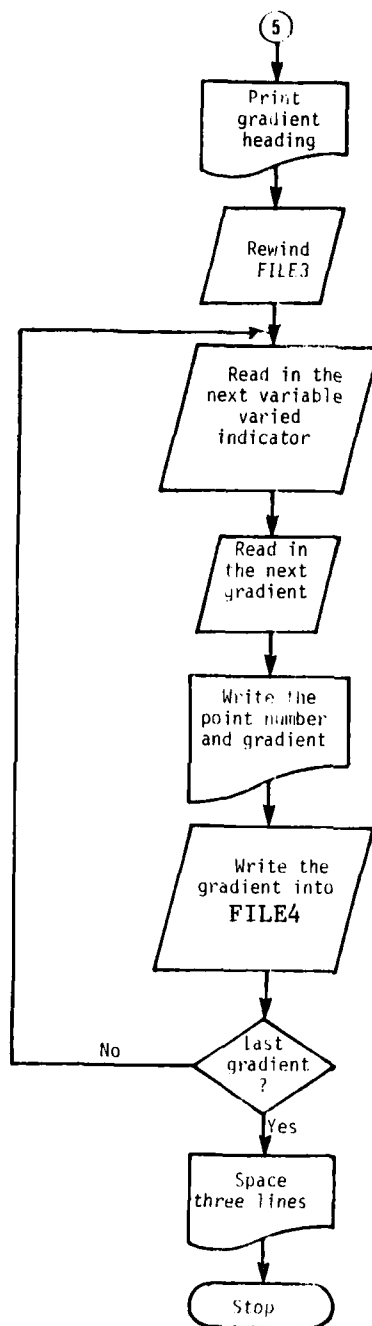 5
Print
gradient
heading
Rewind
FILE3
Read in the
next variable
varied
indicator
Read in
the next
gradient
Write the
point number
and gradient
Write the
gradient into
FILE4
last
gradient
?
No
Yes
Space
three lines
Stop